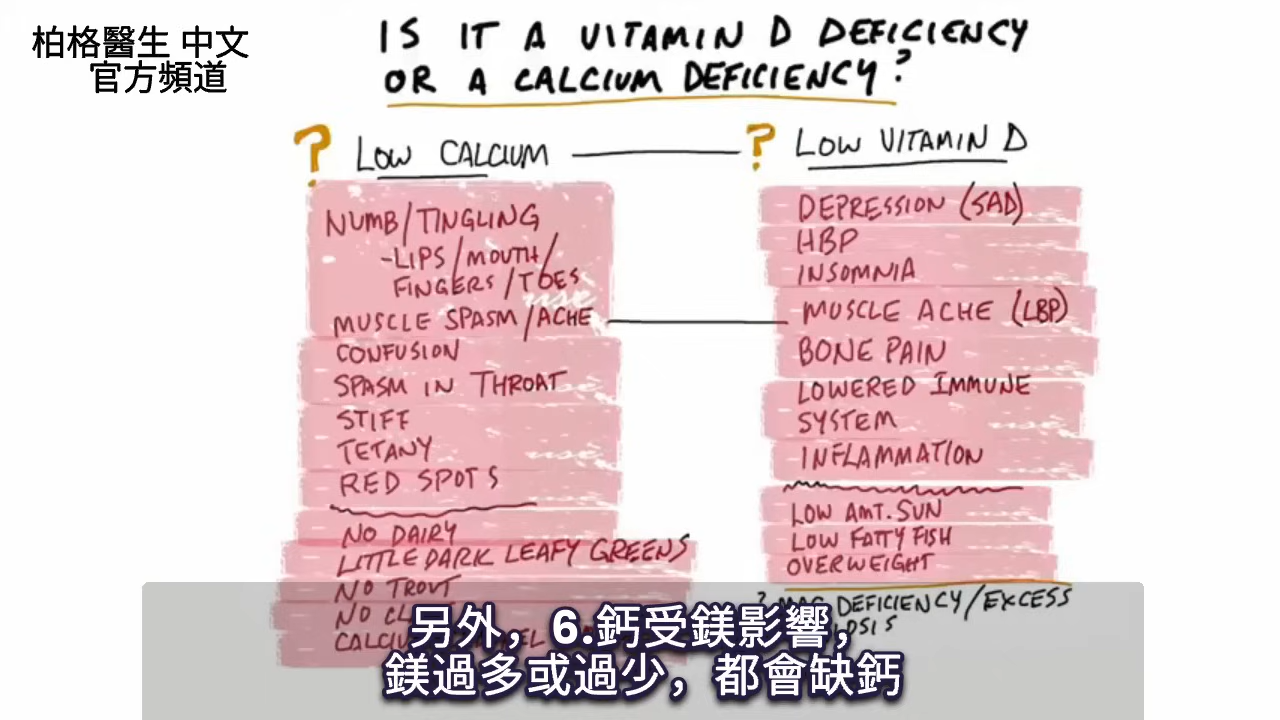 柏格醫生 中文
官方頻道
IS IT A VITAMIN D DEFICIENCY
OR A CALCIUM DEFICIENCY?
? LOW CALCIUM
NUMB/TINGLING
-LIPS/MOUTH/
FINGERS/TOES
MUSCLE SPASM/ACHE
CONFUSION
SPASM IN THROAT
STIFF
TETANY
RED SPOTS
NO DAIRY
LITTLE DARK LEAFY GREENS
NO TROUT
NO
? LOW VITAMIN D
DEPRESSION (SAD)
HBP
INSOMNIA
MUSCLE ACHE (LBP)
BONE PAIN
LOWERED IMMUNE
SYSTEM
INFLAMMATION
LOW AMT. SUN
LOW FATTY FISH
OVERWEIGHT
? MAG DEFICIENCY/EXCESS
另外，6.鈣受鎂影響，
鎂過多或過少，都會缺鈣